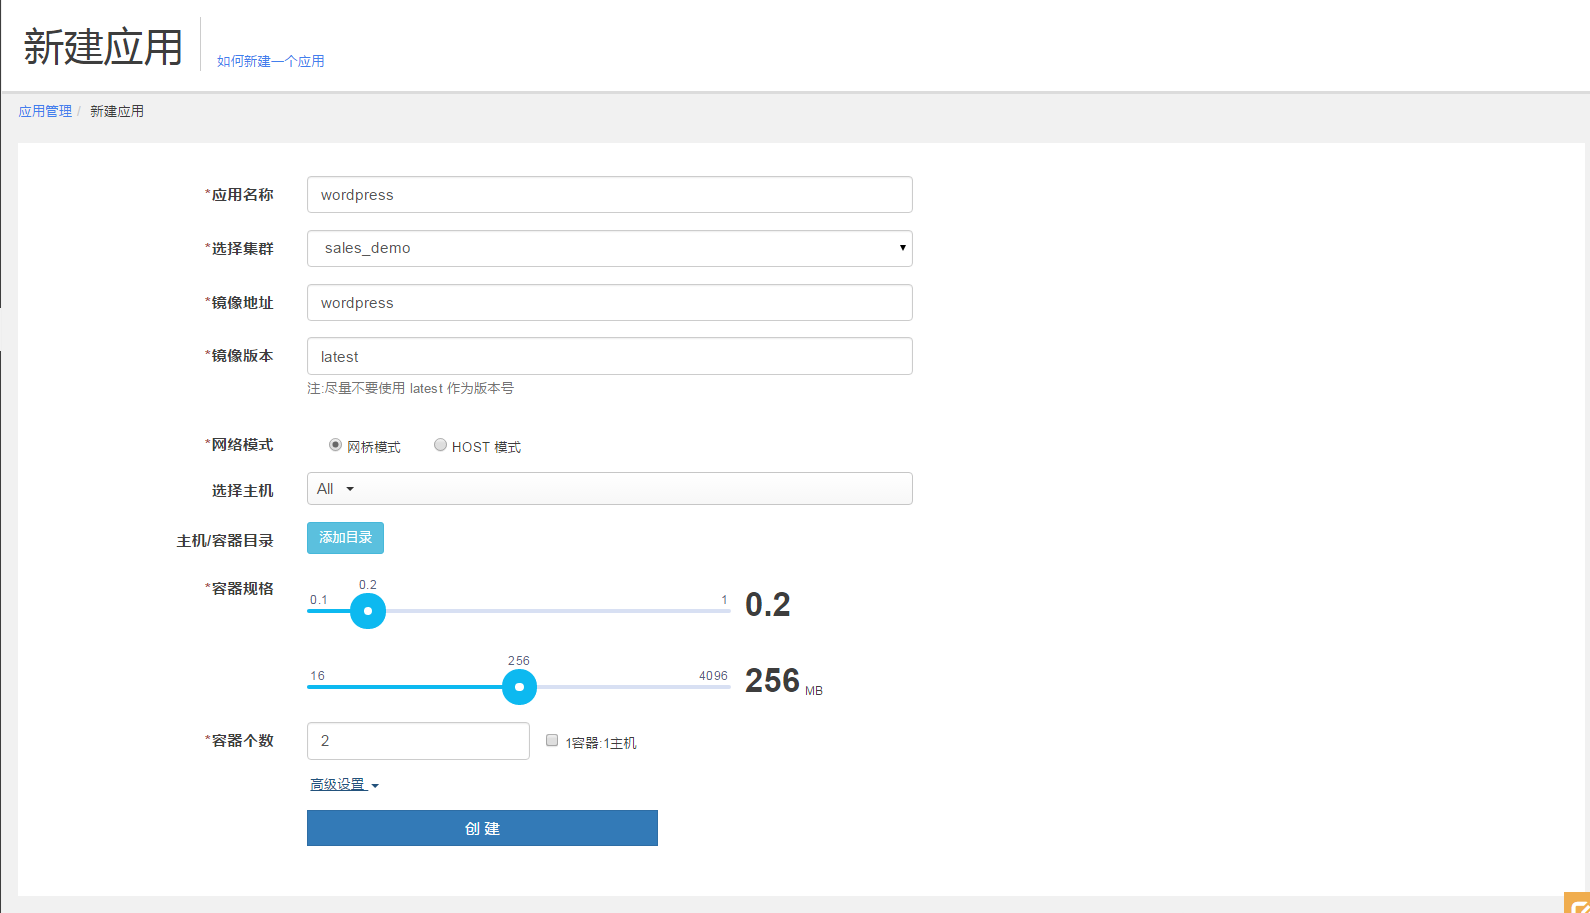 新建应用
如何新建一个应用
应用管理 / 新建应用
*应用名称 wordpress
*选择集群 sales_demo
*镜像地址 wordpress
*镜像版本 latest
注:尽量不要使用 latest 作为版本号
*网络模式 网桥模式 HOST 模式
选择主机 All
主机/容器目录 添加目录
*容器规格 0.1 0.2 1 0.2
16 256 4096 256 MB
*容器个数 2 1容器:1主机
高级设置
创 建